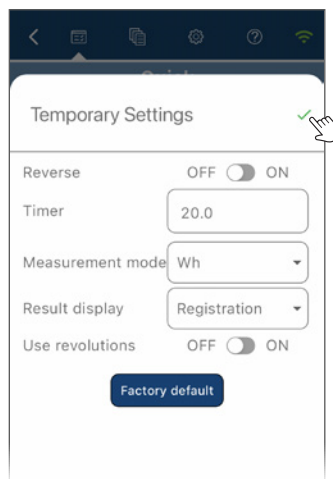 Temporary Settings
Reverse OFF ON
Timer 20.0
Measurement mode Wh
Result display Registration
Use revolutions OFF ON
Factory default